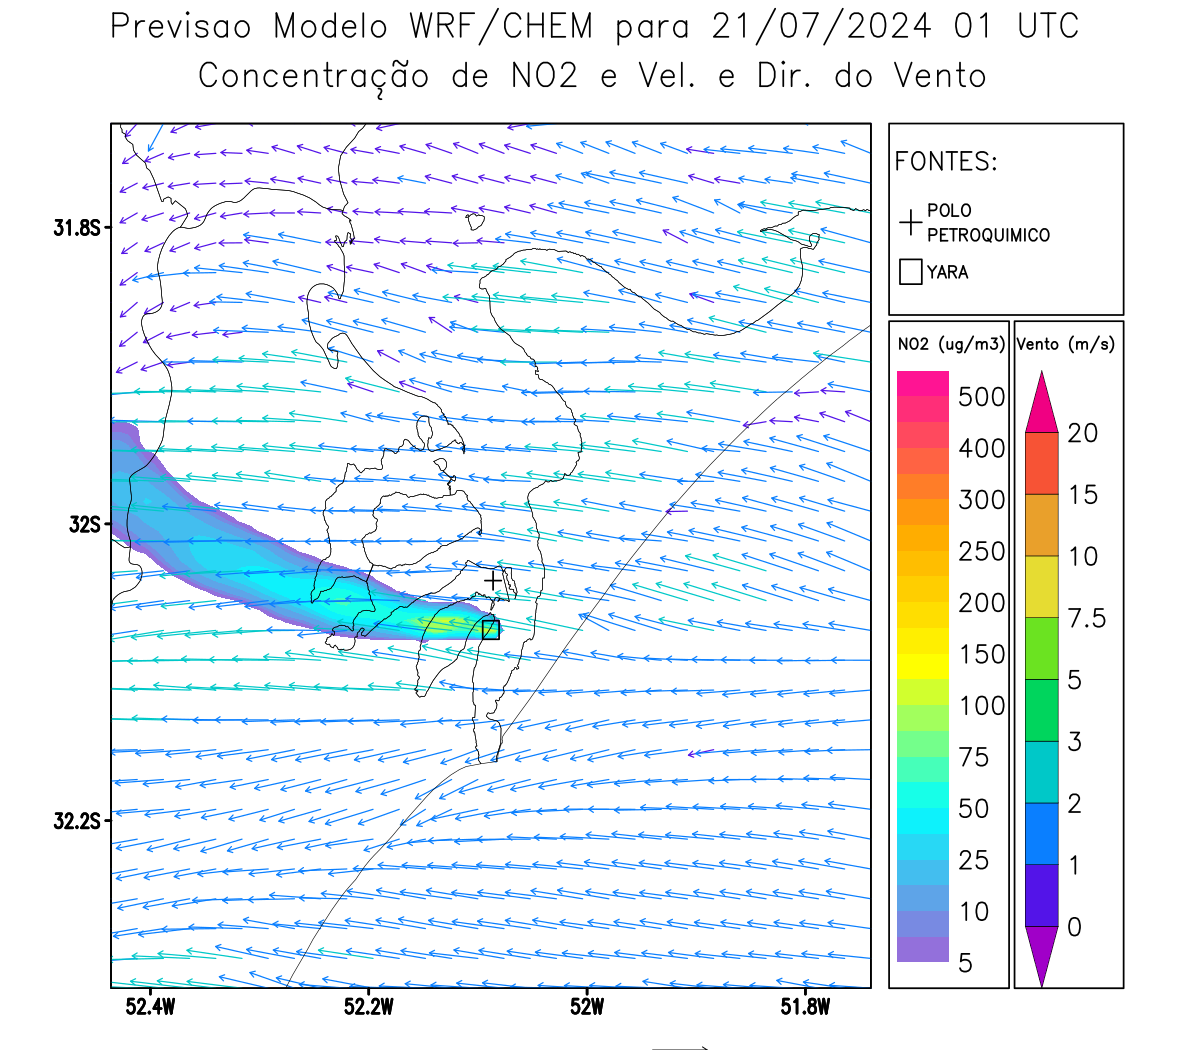 Previsao Modelo WRF/CHEM para 21/07/2024 01 UTC
Concentração de NO2 e Vel. e Dir. do Vento
FONTES:
POLO
PETROQUIMICO
YARA
NO2 (ug/m3)
500
400
300
250
200
150
100
75
50
25
10
5
Vento (m/s)
20
15
10
7.5
5
3
2
1
0
31.8S
32S
32.2S
52.4W
52.2W
52W
51.8W